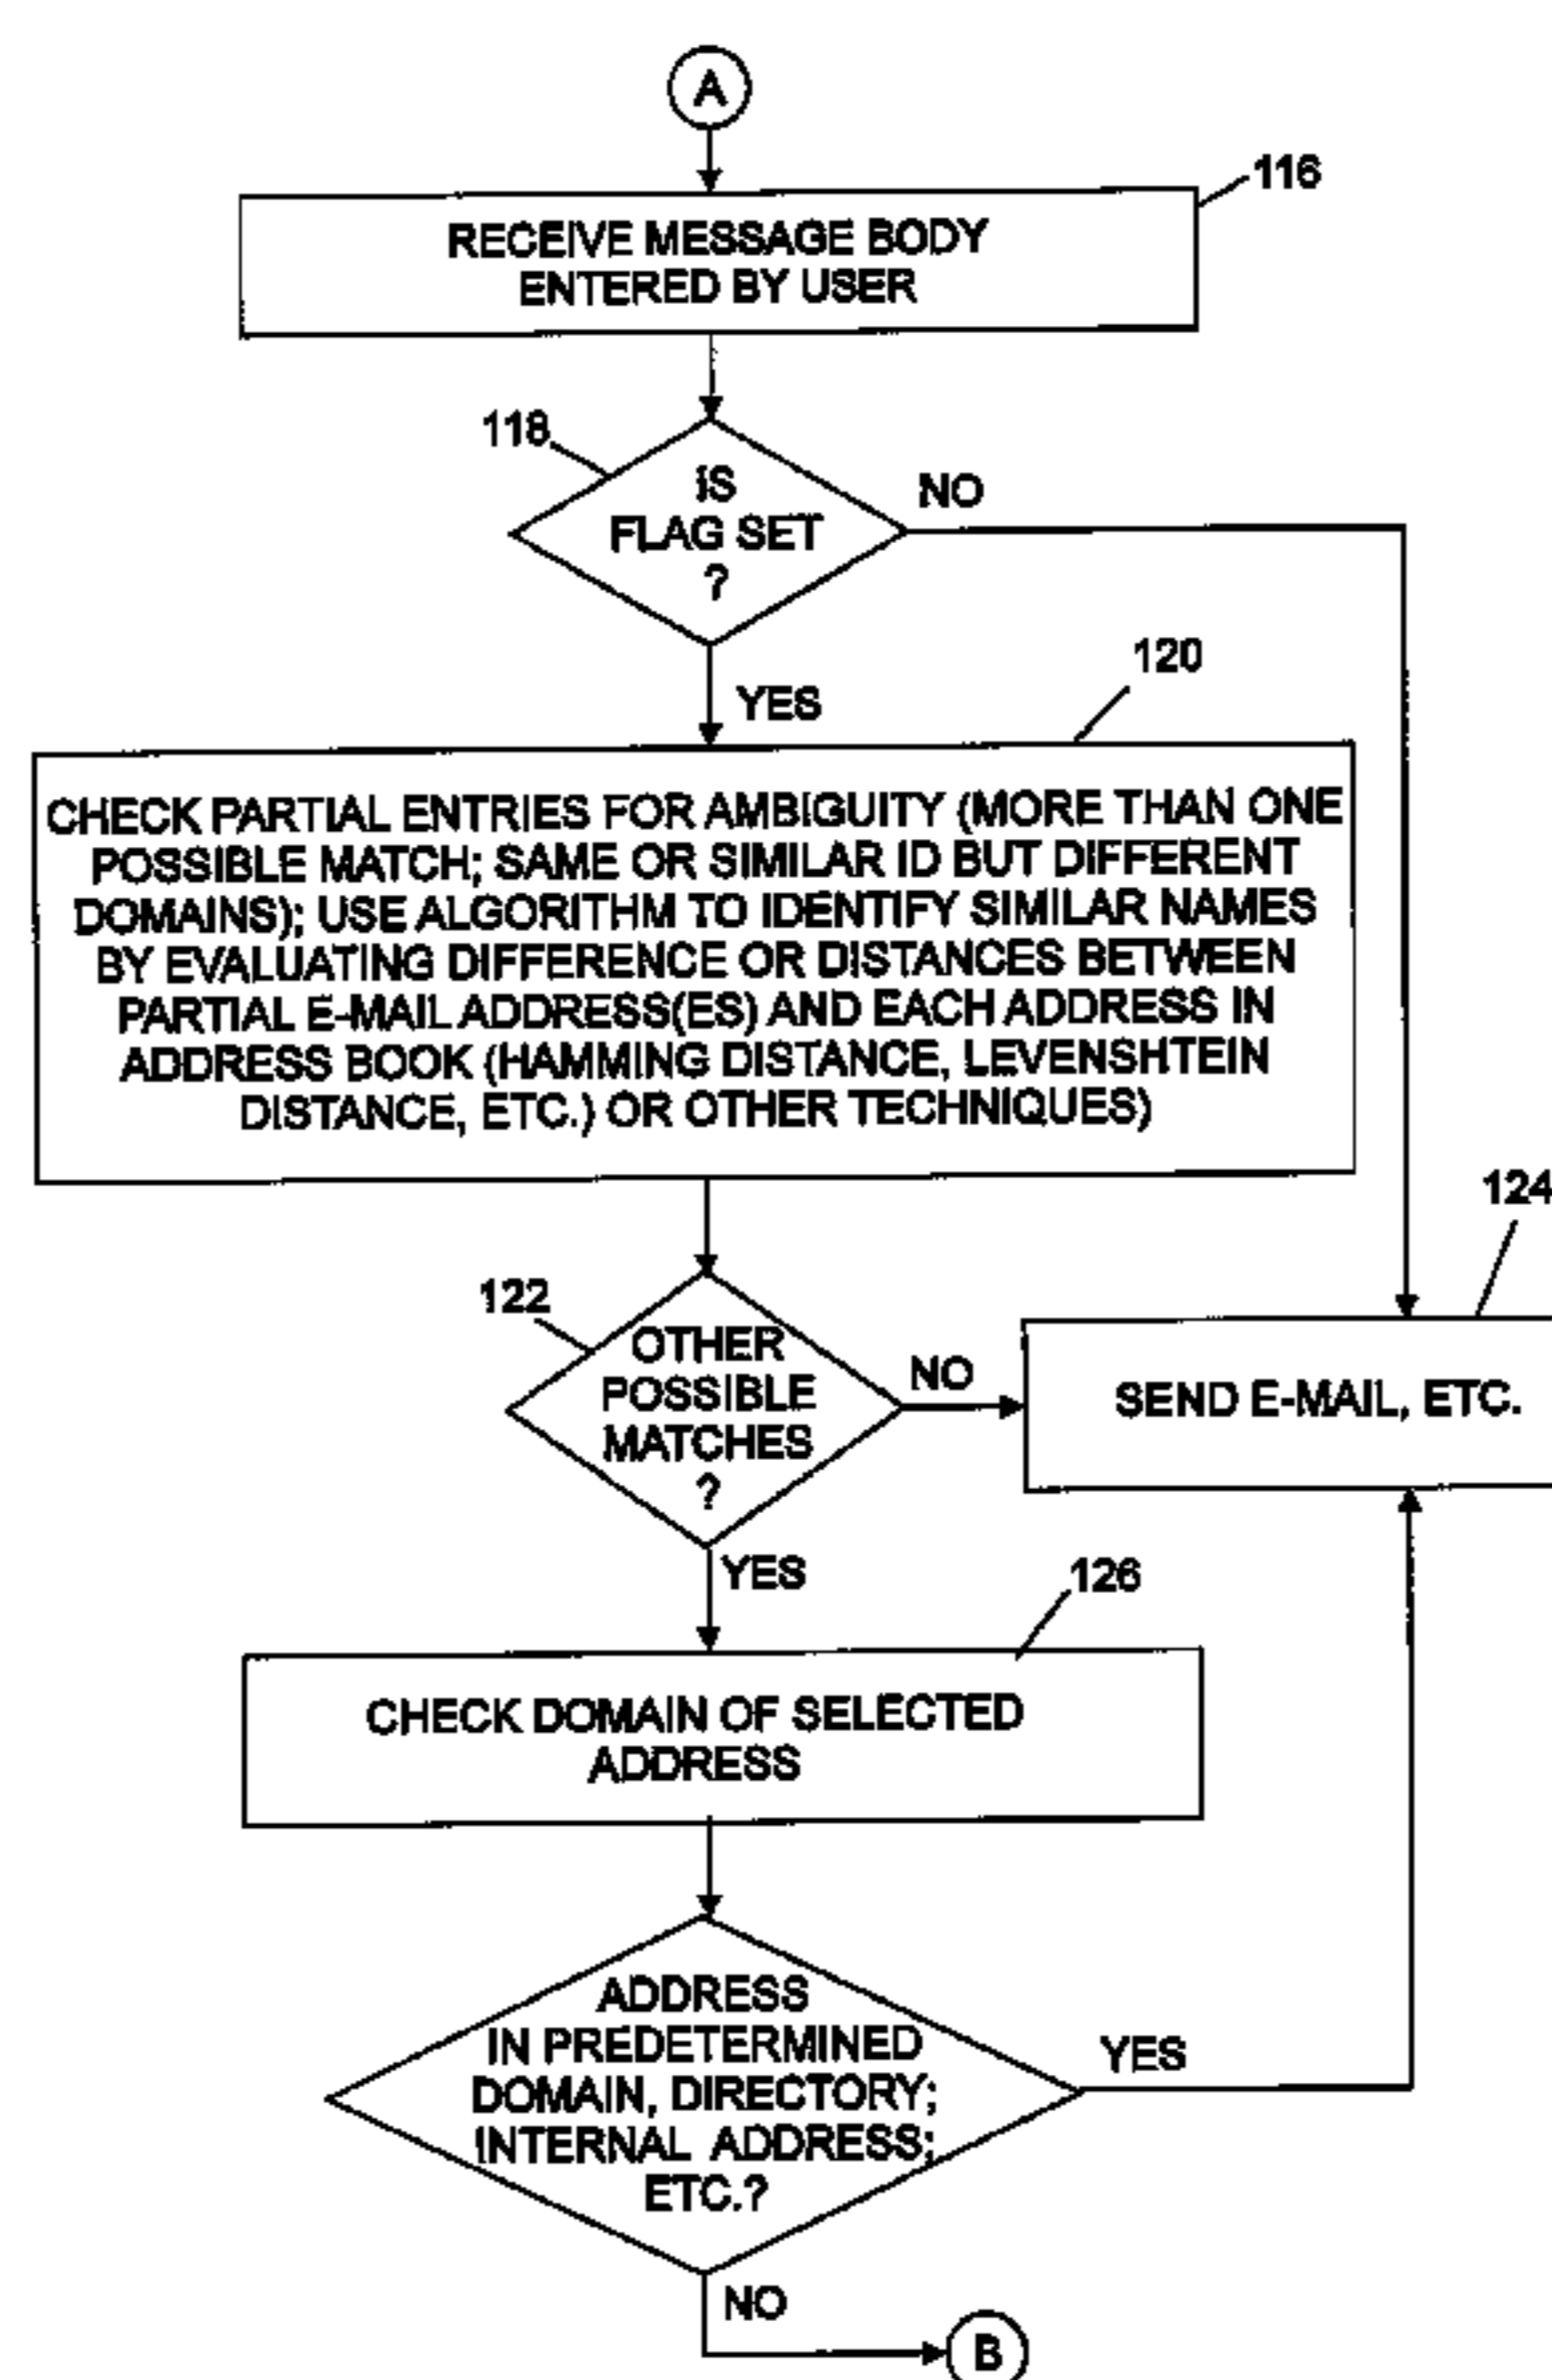 A
116
RECEIVE MESSAGE BODY
ENTERED BY USER
118
IS
FLAG SET
?
NO
YES
120
CHECK PARTIAL ENTRIES FOR AMBIGUITY (MORE THAN ONE
POSSIBLE MATCH; SAME OR SIMILAR ID BUT DIFFERENT
DOMAINS); USE ALGORITHM TO IDENTIFY SIMILAR NAMES
BY EVALUATING DIFFERENCE OR DISTANCES BETWEEN
PARTIAL E-MAIL ADDRESS(ES) AND EACH ADDRESS IN
ADDRESS BOOK (HAMMING DISTANCE, LEVENSHTEIN
DISTANCE, ETC.) OR OTHER TECHNIQUES)
122
OTHER
POSSIBLE
MATCHES
?
NO
124
SEND E-MAIL, ETC.
YES
126
CHECK DOMAIN OF SELECTED
ADDRESS
ADDRESS
IN PREDETERMINED
DOMAIN, DIRECTORY;
INTERNAL ADDRESS;
ETC.?
YES
NO
B